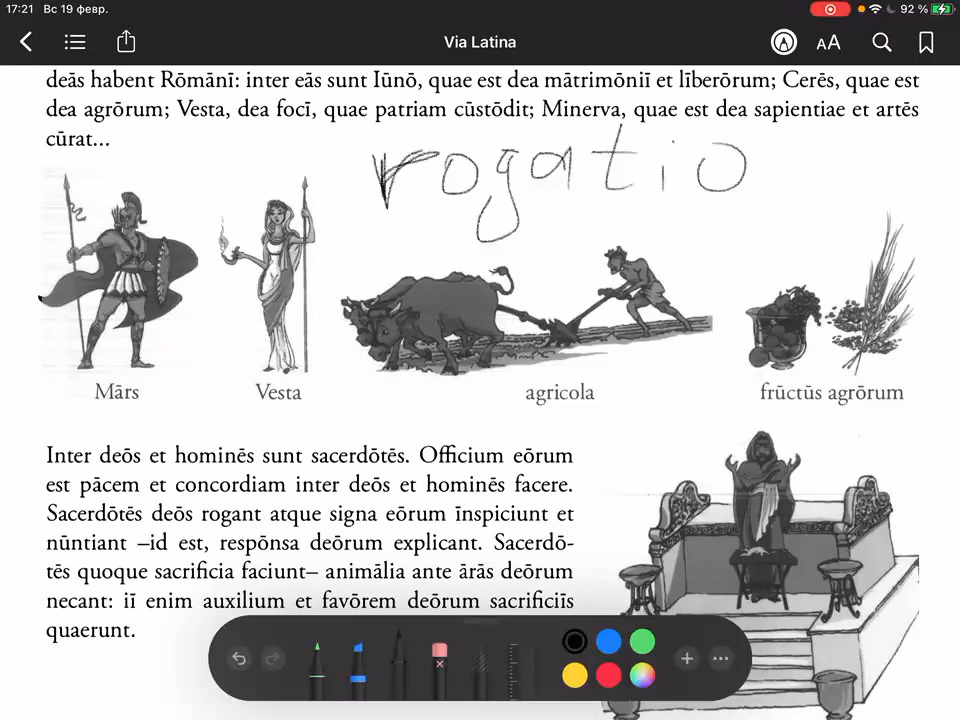 17:21 Вс 19 февр. 92 %
Via Latina AA
deās habent Rōmānī: inter eās sunt Iūnō, quae est dea mātrimōniī et līberōrum; Cerēs, quae est
dea agrōrum; Vesta, dea focī, quae patriam cūstōdit; Minerva, quae est dea sapientiae et artēs
cūrat...
rogatio
Mārs Vesta agricola frūctūs agrōrum
Inter deōs et hominēs sunt sacerdōtēs. Officium eōrum
est pācem et concordiam inter deōs et hominēs facere.
Sacerdōtēs deōs rogant atque signa eōrum īnspiciunt et
nūntiant –id est, respōnsa deōrum explicant. Sacerdō-
tēs quoque sacrificia faciunt– animālia ante ārās deōrum
necant: iī enim auxilium et favōrem deōrum sacrificiīs
quaerunt.